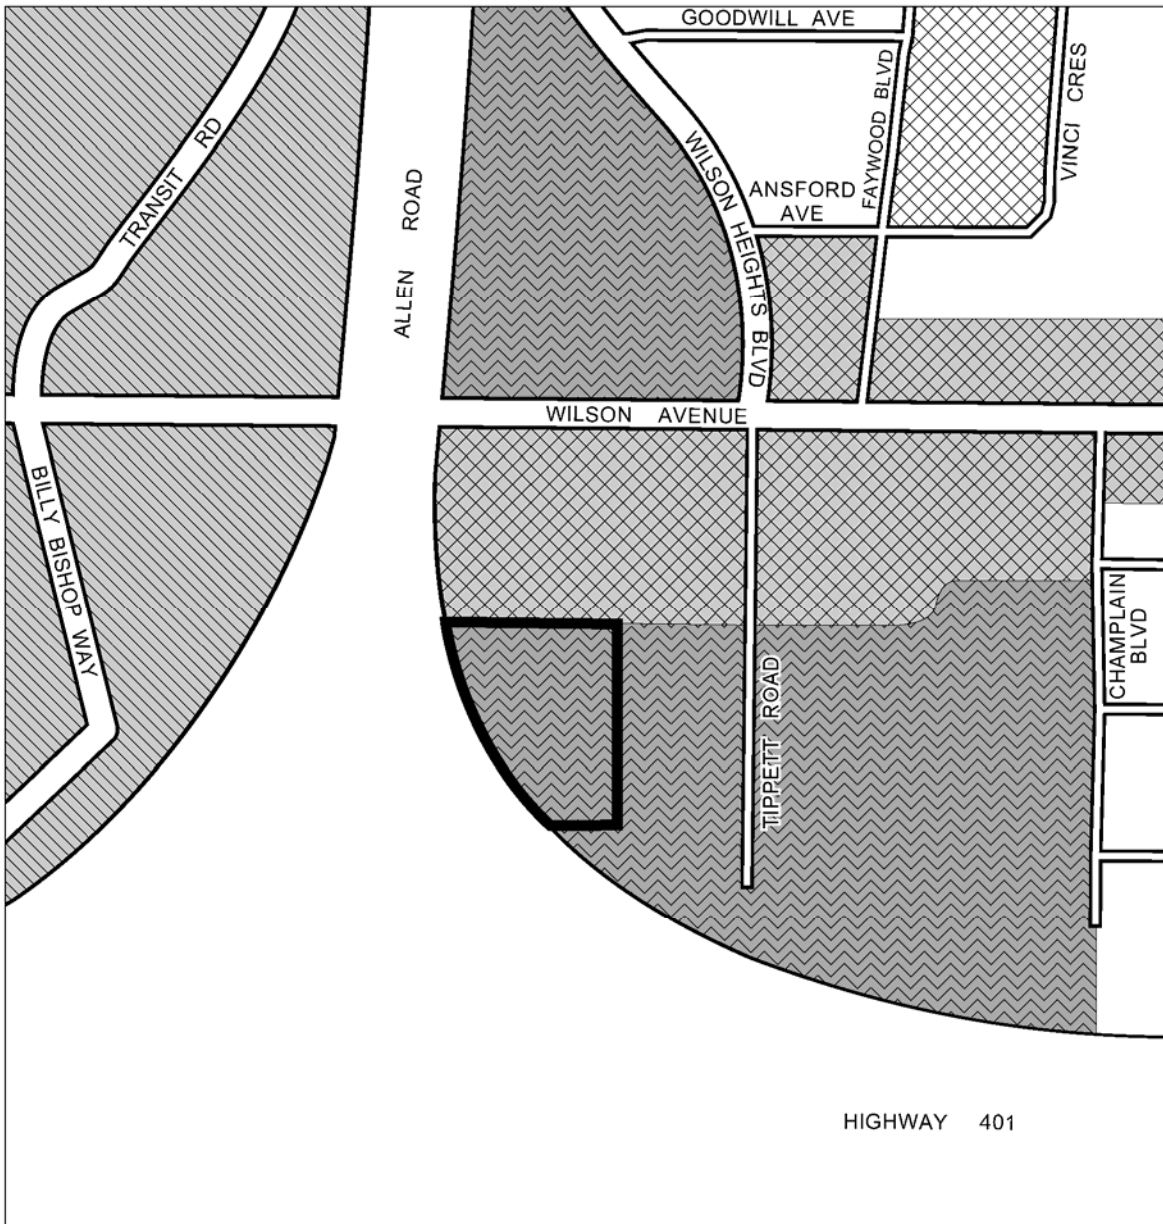 GOODWILL AVE
TRANSIT RD
ALLEN ROAD
WILSON HEIGHTS BLVD
FAYWOOD BLVD
VINCI CRES
ANSFORD
AVE
WILSON AVENUE
BILLY BISHOP WAY
TIPPETT ROAD
CHAMPLAIN
BLVD
HIGHWAY 401